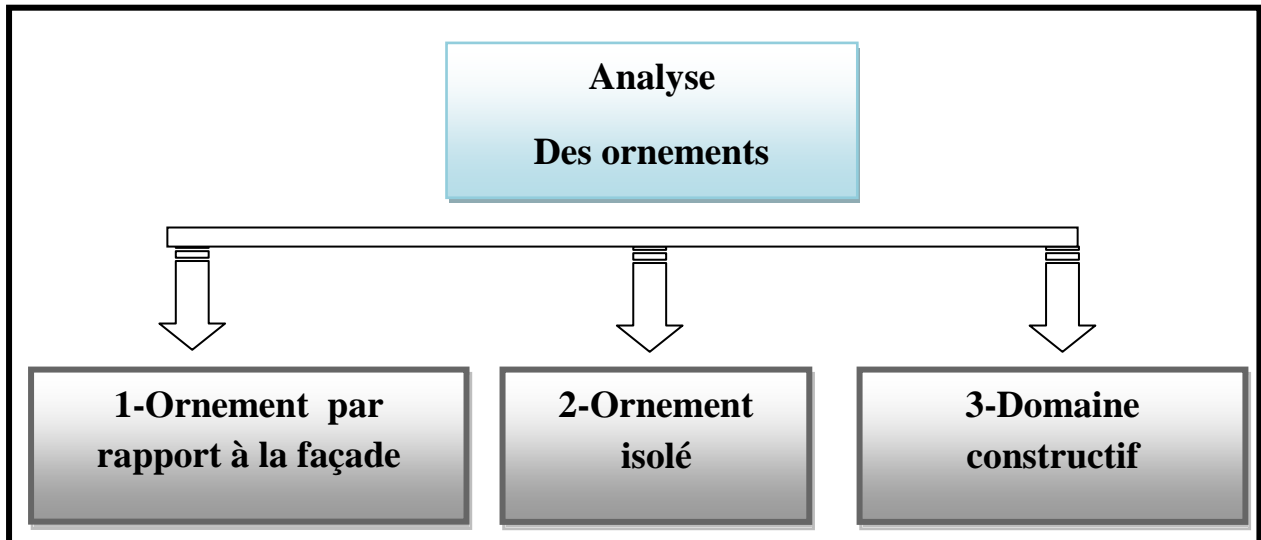 Analyse
Des ornements
1-Ornement par
rapport à la façade
2-Ornement
isolé
3-Domaine
constructif